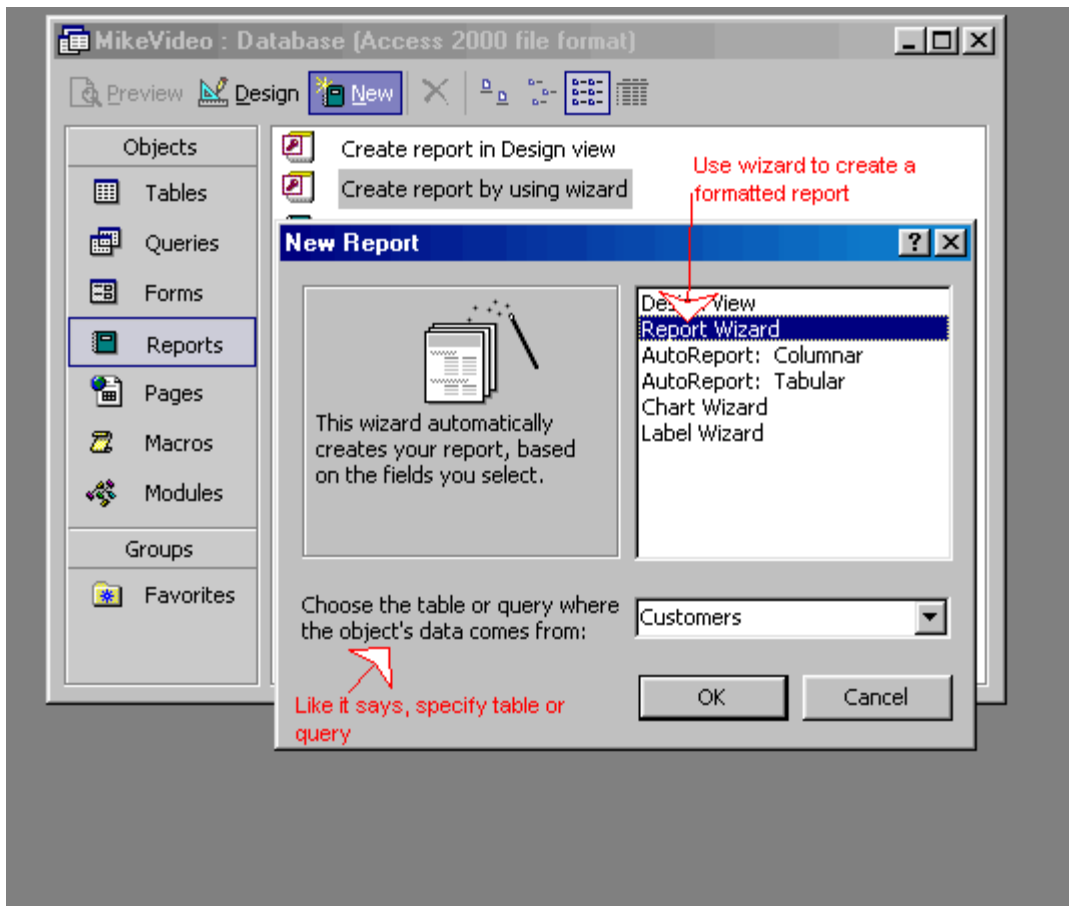 MikeVideo : Database (Access 2000 file format)
Preview Design New
Objects
Tables
Queries
Forms
Reports
Pages
Macros
Modules
Groups
Favorites
Create report in Design view
Create report by using wizard
Use wizard to create a
formatted report
New Report
This wizard automatically
creates your report, based
on the fields you select.
Design View
Report Wizard
AutoReport: Columnar
AutoReport: Tabular
Chart Wizard
Label Wizard
Choose the table or query where
the object's data comes from:
Customers
Like it says, specify table or
query
OK
Cancel